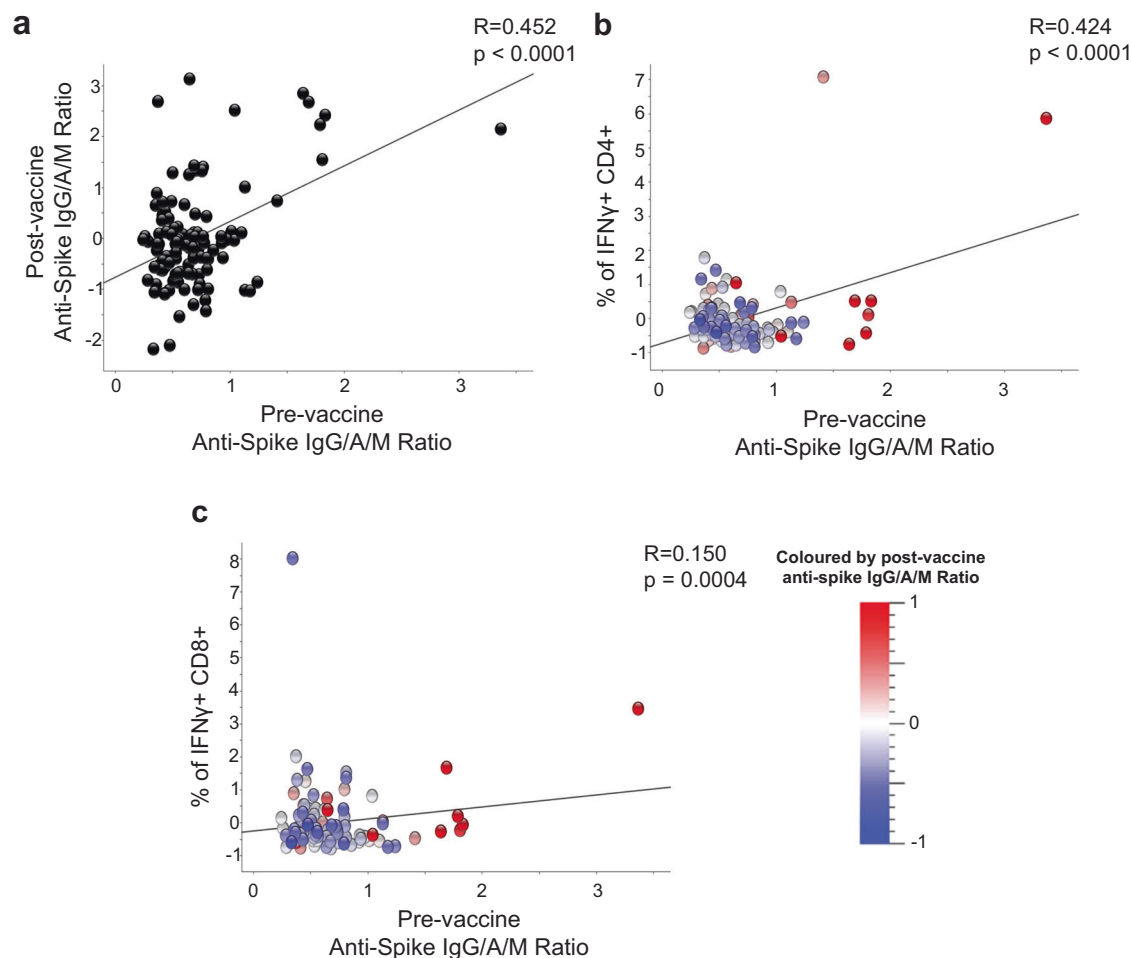 a
R=0.452
p < 0.0001
Post-vaccine
Anti-Spike IgG/A/M Ratio
3
2
1
0
-1
-2
0 1 2 3
Pre-vaccine
Anti-Spike IgG/A/M Ratio
b
R=0.424
p < 0.0001
% of IFNγ+ CD4+
7
6
5
4
3
2
1
0
-1
0 1 2 3
Pre-vaccine
Anti-Spike IgG/A/M Ratio
c
R=0.150
p = 0.0004
% of IFNγ+ CD8+
8
7
6
5
4
3
2
1
0
-1
0 1 2 3
Pre-vaccine
Anti-Spike IgG/A/M Ratio
Coloured by post-vaccine
anti-spike IgG/A/M Ratio
1
0
-1